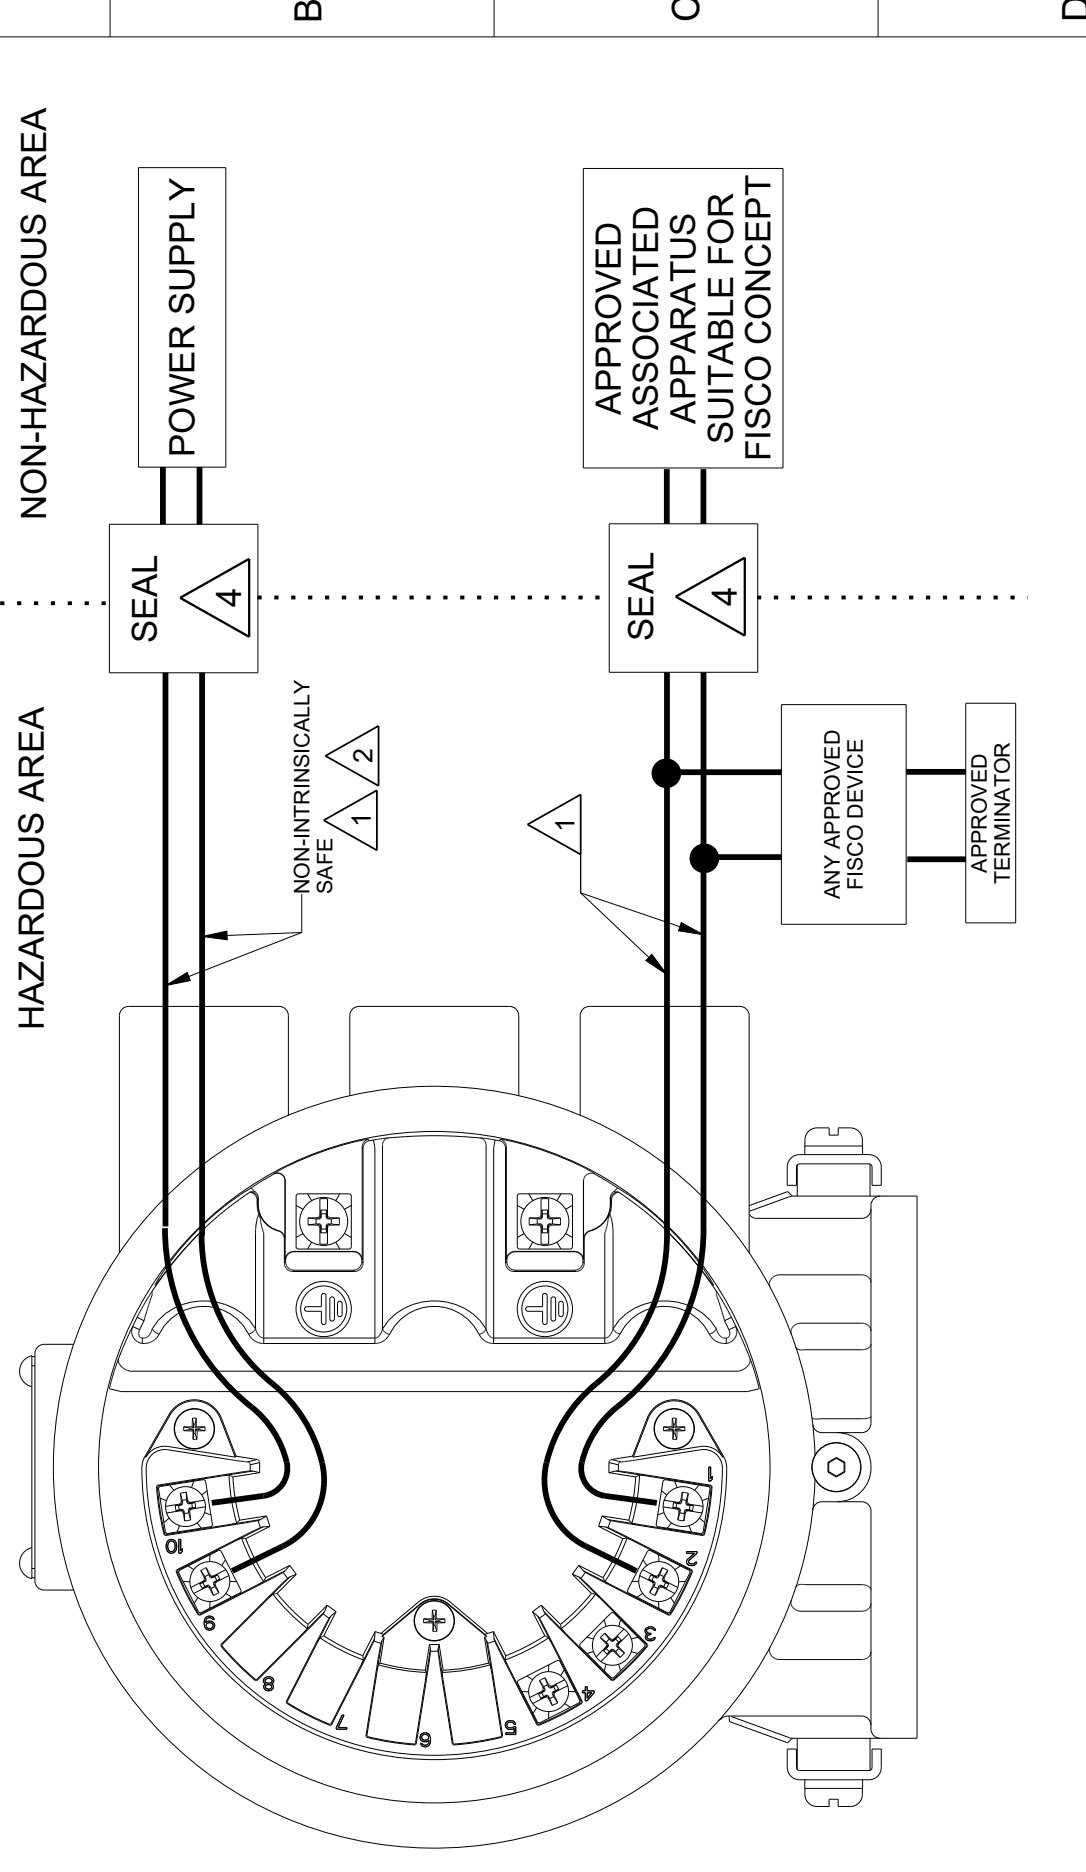 B
C
D
NON-HAZARDOUS AREA
HAZARDOUS AREA
POWER SUPPLY
SEAL
4
NON-INTRINSICALLY
SAFE
1
2
APPROVED
ASSOCIATED
APPARATUS
SUITABLE FOR
FISCO CONCEPT
SEAL
4
1
ANY APPROVED
FISCO DEVICE
APPROVED
TERMINATOR
10
9
8
7
6
5
4
3
2
1